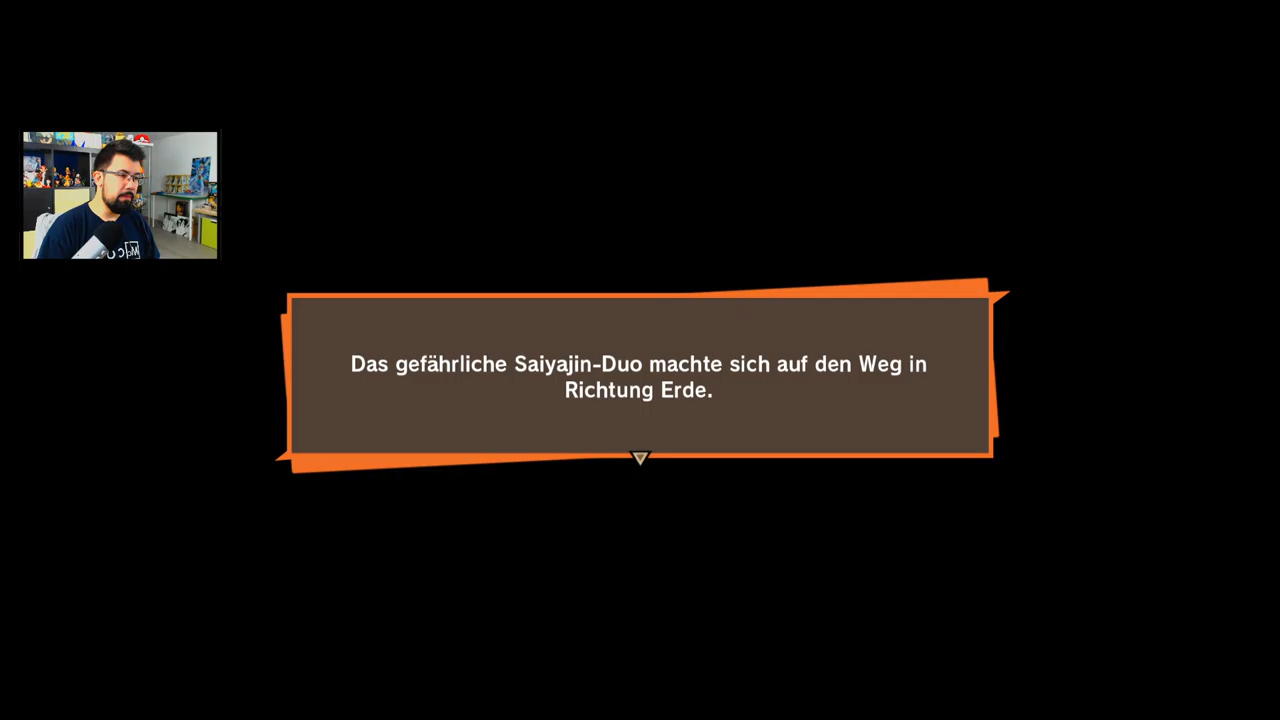 Das gefährliche Saiyajin-Duo machte sich auf den Weg in
Richtung Erde.